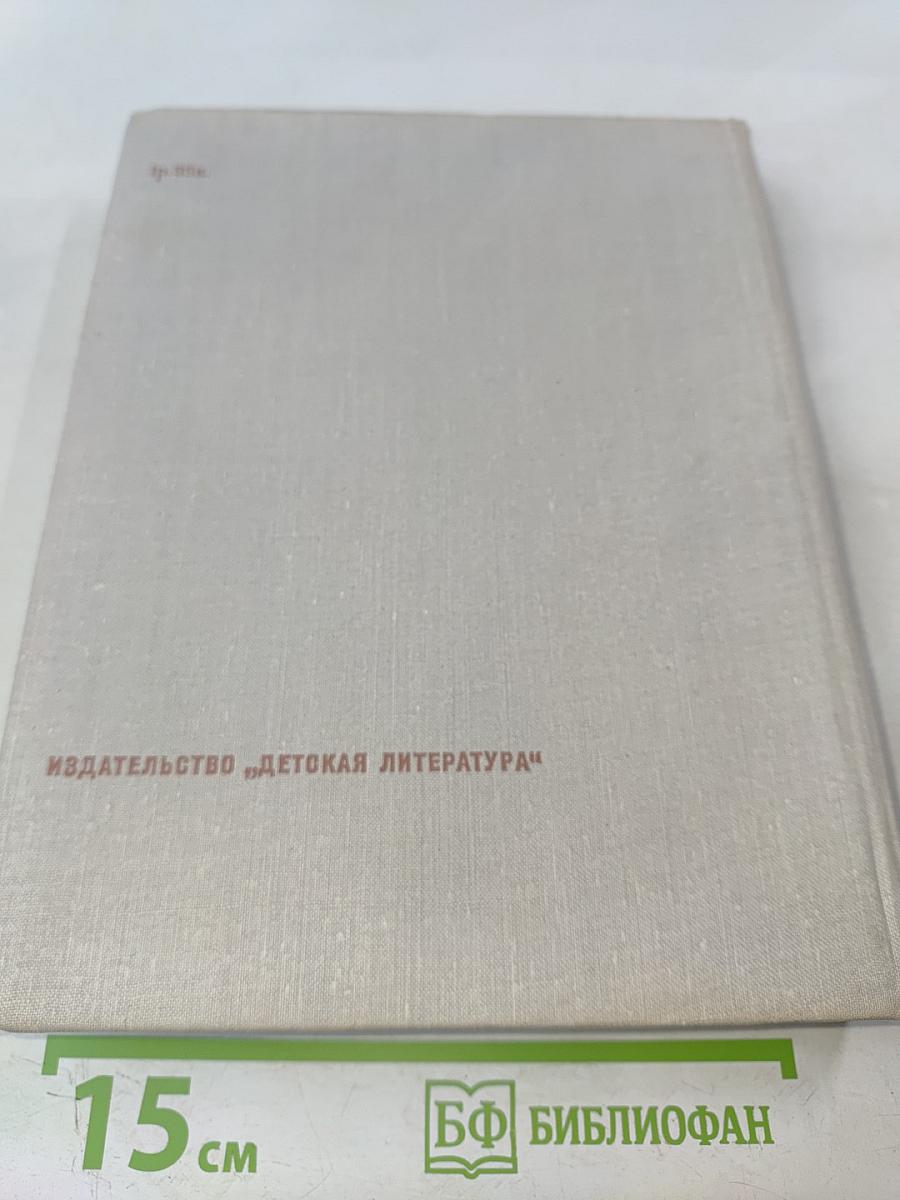 ИЗДАТЕЛЬСТВО „ДЕТСКАЯ ЛИТЕРАТУРА“
15 см
БФ БИБЛИОФАН